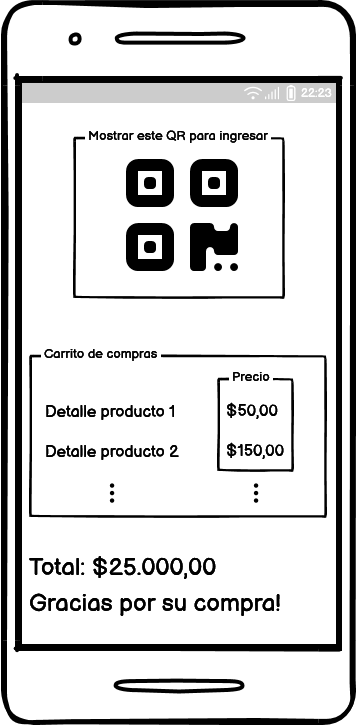 22:23
Mostrar este QR para ingresar
Carrito de compras
Precio
Detalle producto 1 $50,00
Detalle producto 2 $150,00
Total: $25.000,00
Gracias por su compra!